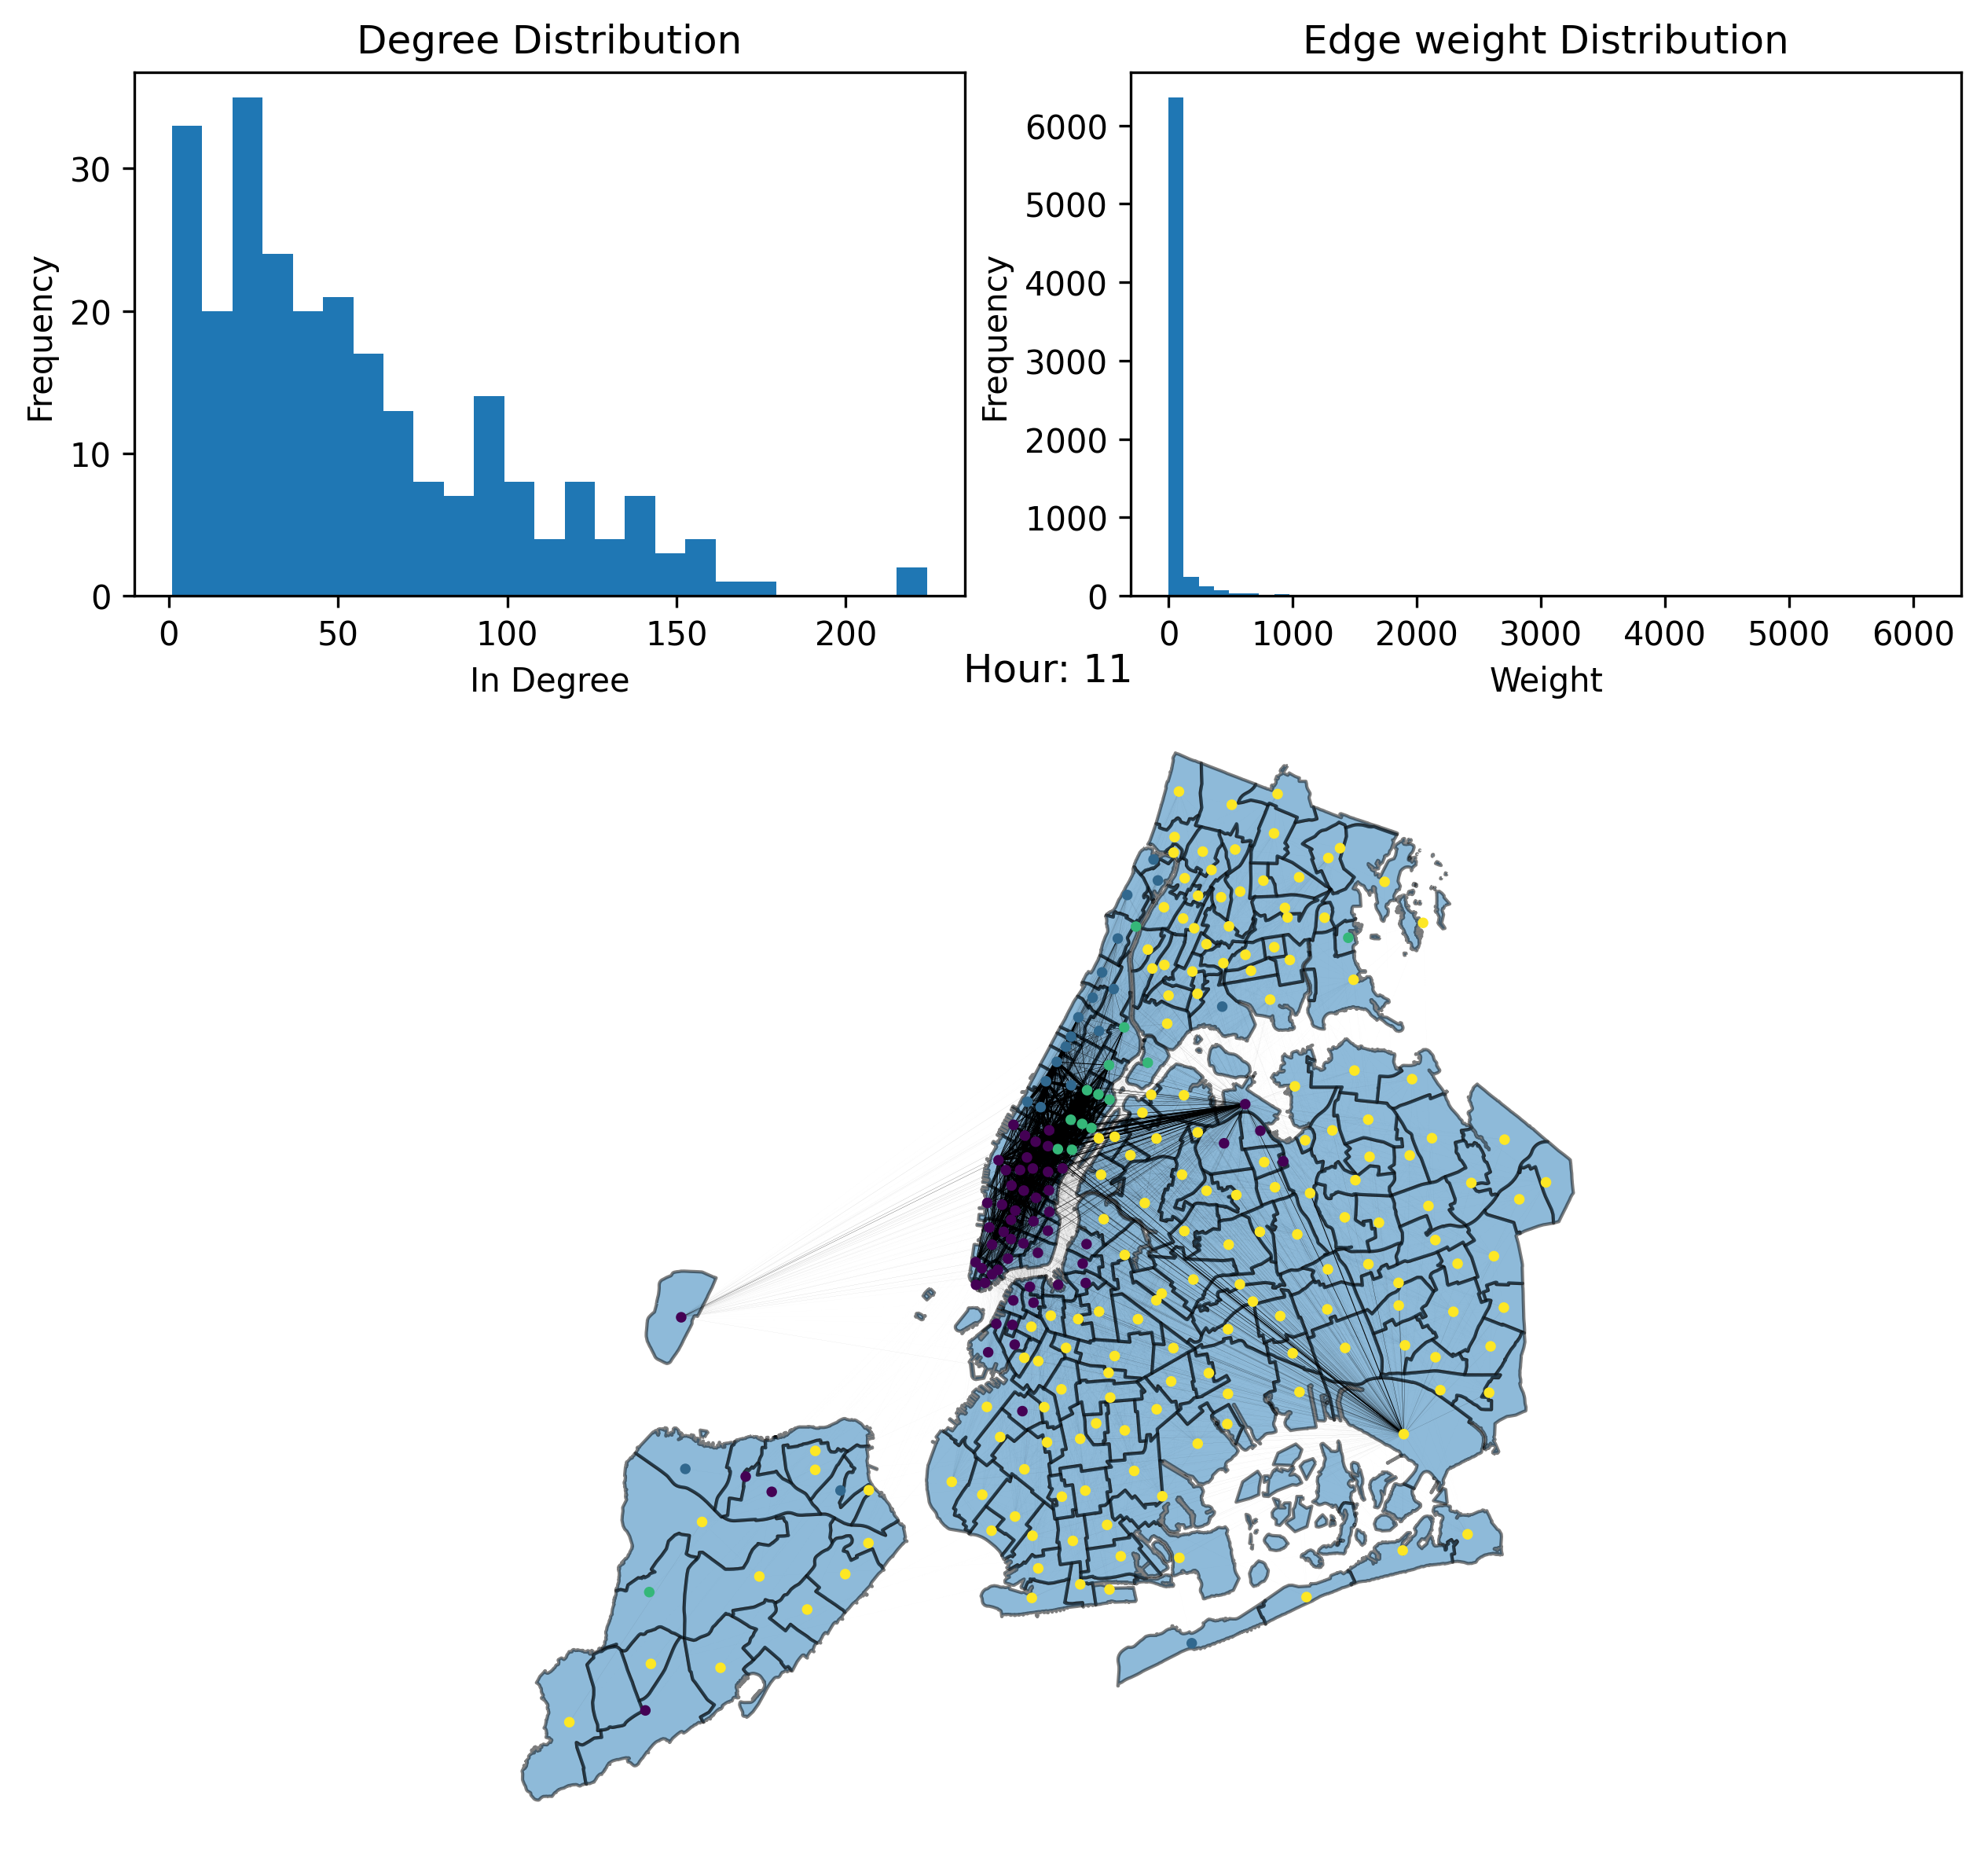 Degree Distribution
Edge weight Distribution
Frequency
30
20
10
0
0 50 100 150 200
In Degree
Frequency
6000
5000
4000
3000
2000
1000
0
0 1000 2000 3000 4000 5000 6000
Weight
Hour: 11